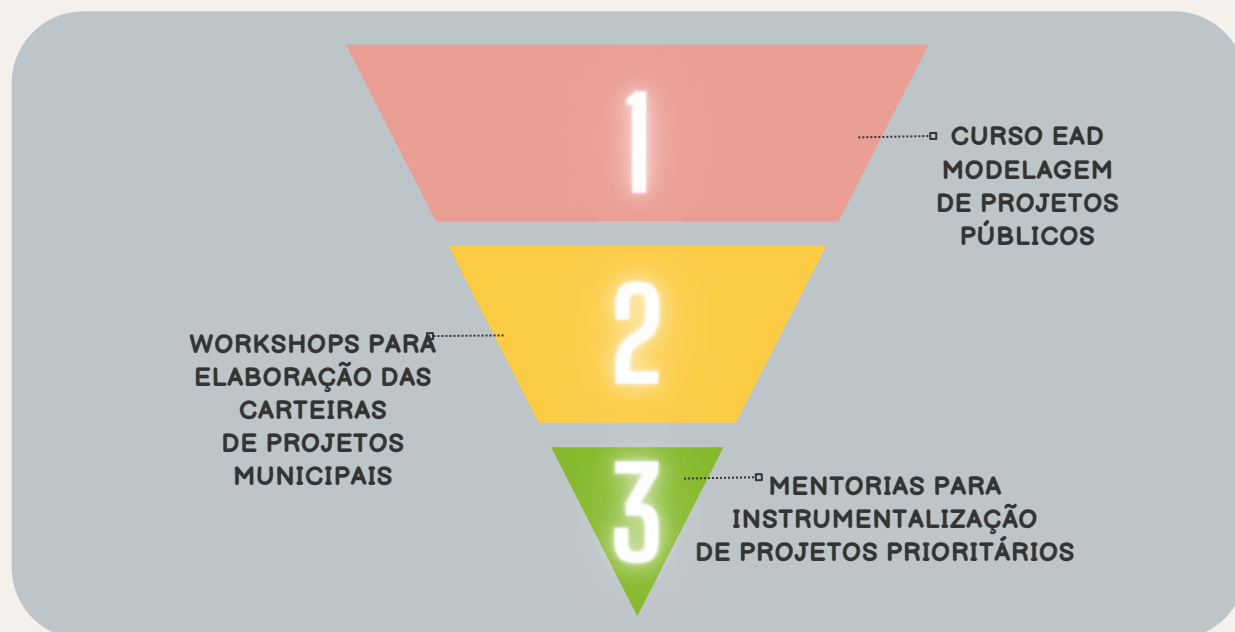 1
CURSO EAD
MODELAGEM
DE PROJETOS
PÚBLICOS
2
WORKSHOPS PARA
ELABORAÇÃO DAS
CARTEIRAS
DE PROJETOS
MUNICIPAIS
3
MENTORIAS PARA
INSTRUMENTALIZAÇÃO
DE PROJETOS PRIORITÁRIOS